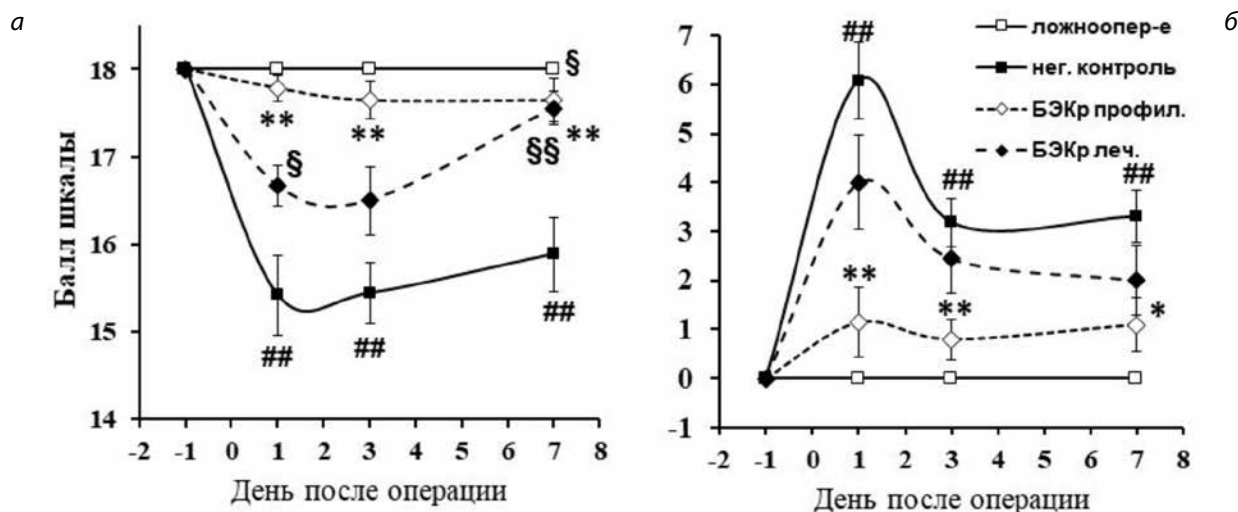 а
18
17
16
15
14
Балл шкалы
§
**
**
§
§§
**
##
##
##
-2 -1 0 1 2 3 4 5 6 7 8
День после операции
б
7
6
5
4
3
2
1
0
-1
ложноопер-е
нег. контроль
БЭКр профил.
БЭКр леч.
##
##
##
**
**
*
-2 -1 0 1 2 3 4 5 6 7 8
День после операции